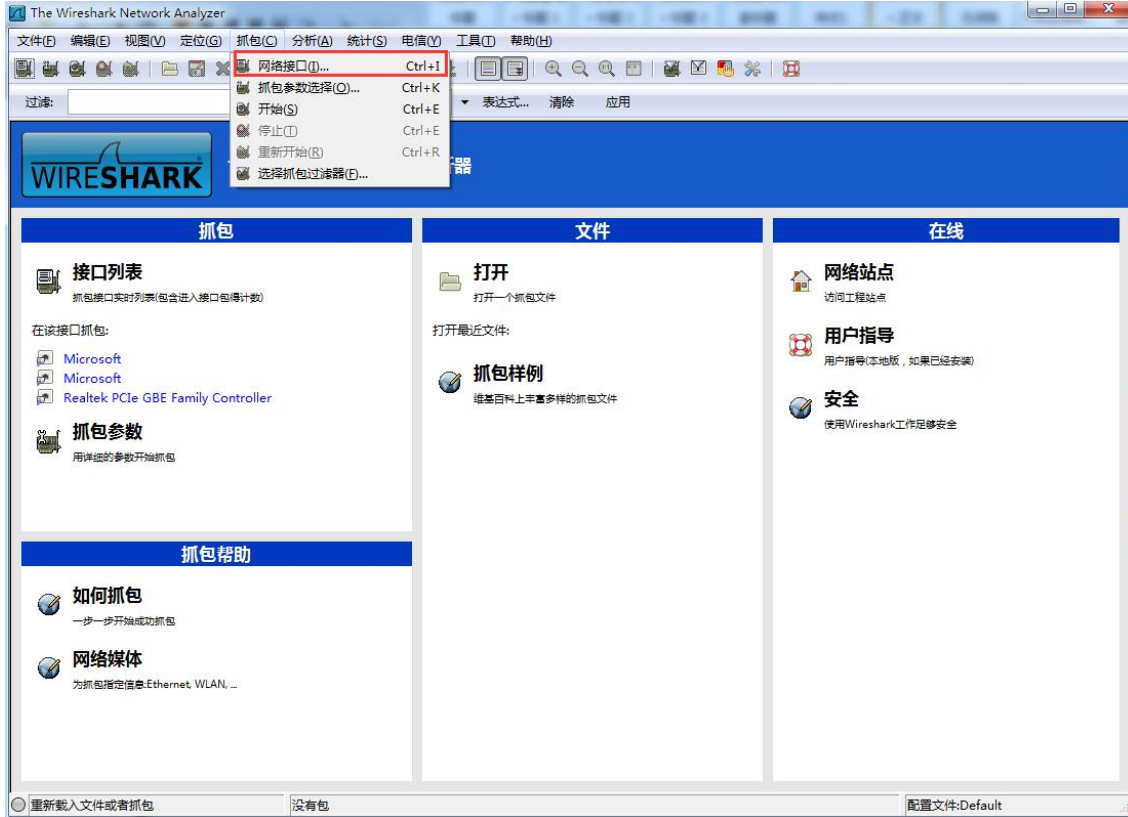 The Wireshark Network Analyzer
文件(F) 编辑(E) 视图(V) 定位(G) 抓包(C) 分析(A) 统计(S) 电信(Y) 工具(T) 帮助(H)
网络接口(I)... Ctrl+I
抓包参数选择(O)... Ctrl+K
开始(S) Ctrl+E
停止(T) Ctrl+E
重新开始(R) Ctrl+R
选择抓包过滤器(F)...
过滤: 表达式... 清除 应用
WIRESHARK
器
抓包
接口列表
抓包接口实时列表(包含进入接口包得计数)
在该接口抓包:
Microsoft
Microsoft
Realtek PCIe GBE Family Controller
抓包参数
用详细的参数开始抓包
抓包帮助
如何抓包
一步一步开始成功抓包
网络媒体
为抓包指定信息:Ethernet, WLAN, ...
文件
打开
打开一个抓包文件
打开最近文件:
抓包样例
维基百科上丰富多样的抓包文件
在线
网络站点
访问工程站点
用户指导
用户指导(本地版，如果已经安装)
安全
使用Wireshark工作足够安全
重新载入文件或者抓包 没有包 配置文件:Default